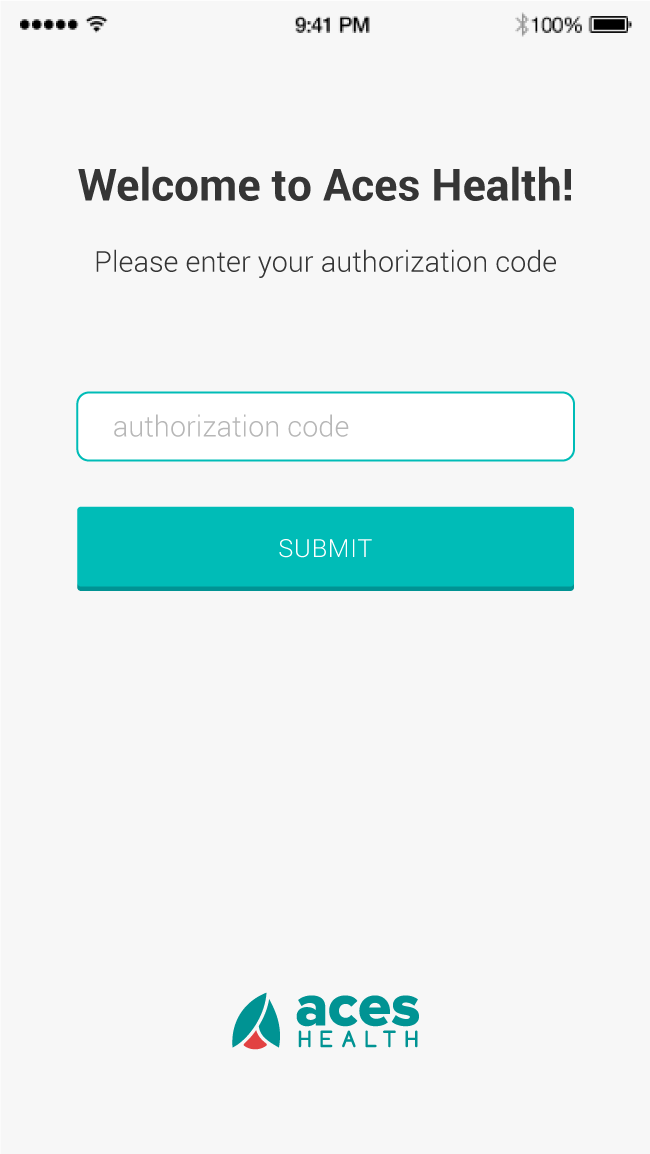 9:41 PM 100%
Welcome to Aces Health!
Please enter your authorization code
authorization code
SUBMIT
aces
HEALTH